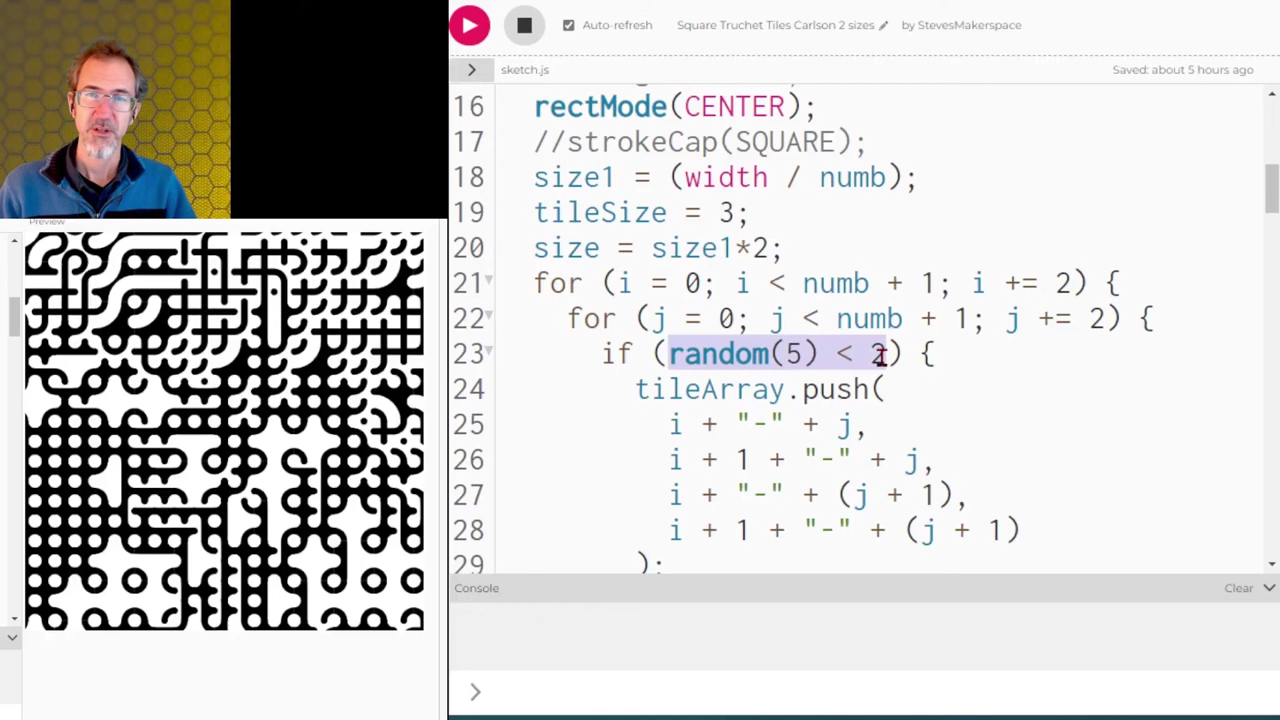 Auto-refresh
Square Truchet Tiles Carlson 2 sizes
by StevesMakerspace
sketch.js
Saved: about 5 hours ago
16 rectMode(CENTER);
17 //strokeCap(SQUARE);
18 size1 = (width / numb);
19 tileSize = 3;
20 size = size1*2;
21 for (i = 0; i < numb + 1; i += 2) {
22 for (j = 0; j < numb + 1; j += 2) {
23 if (random(5) < 2) {
24 tileArray.push(
25 i + "-" + j,
26 i + 1 + "-" + j,
27 i + "-" + (j + 1),
28 i + 1 + "-" + (j + 1)
29 );
Preview
Console
Clear
>